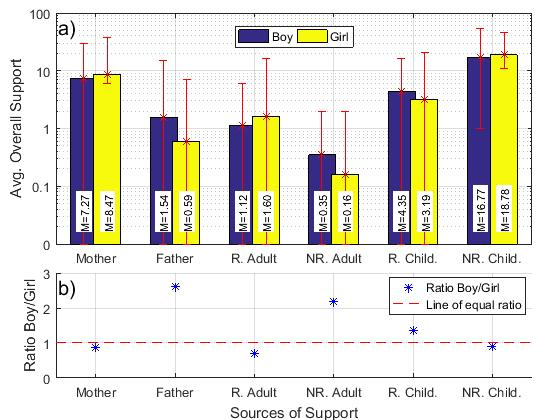 a)
Boy Girl
Avg. Overall Support
100
10
1
0.1
0
M=7.27
M=8.47
M=1.54
M=0.59
M=1.12
M=1.60
M=0.35
M=0.16
M=4.35
M=3.19
M=16.77
M=18.78
Mother Father R. Adult NR. Adult R. Child. NR. Child.
b)
Ratio Boy/Girl
Line of equal ratio
Ratio Boy/Girl
3
2
1
0
Mother Father R. Adult NR. Adult R. Child. NR. Child.
Sources of Support